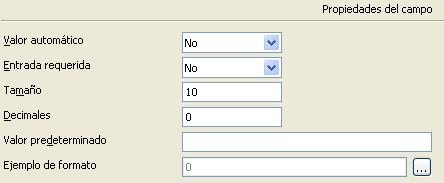 Propiedades del campo
Valor automático No
Entrada requerida No
Tamaño 10
Decimales 0
Valor predeterminado
Ejemplo de formato 0 ...